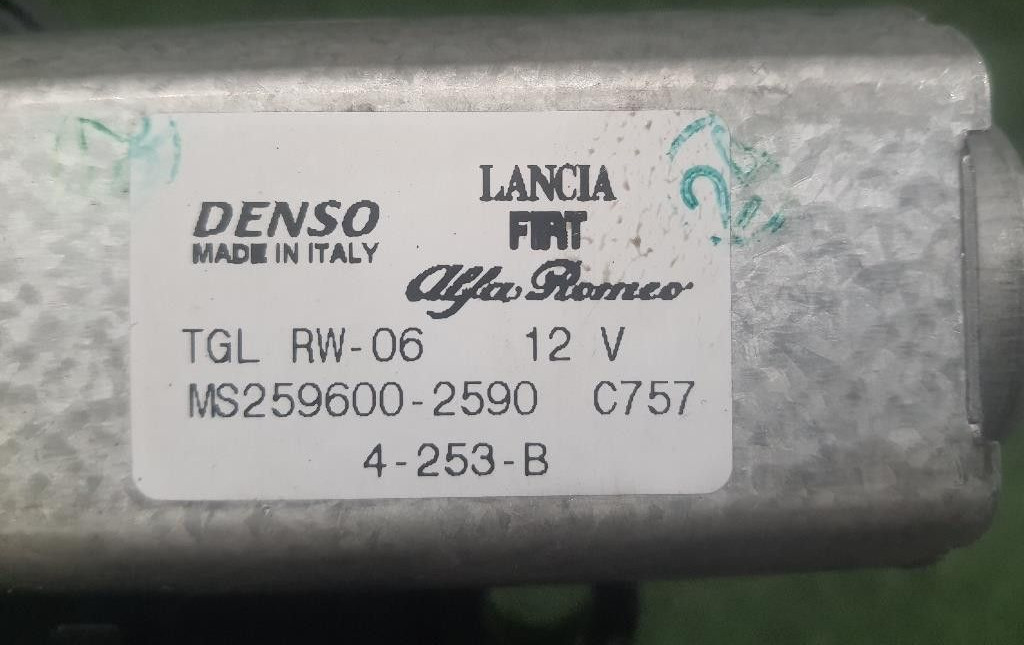 LANCIA
DENSO FIAT
MADE IN ITALY
Alfa Romeo
TGL RW-06 12 V
MS259600-2590 C757
4-253-B